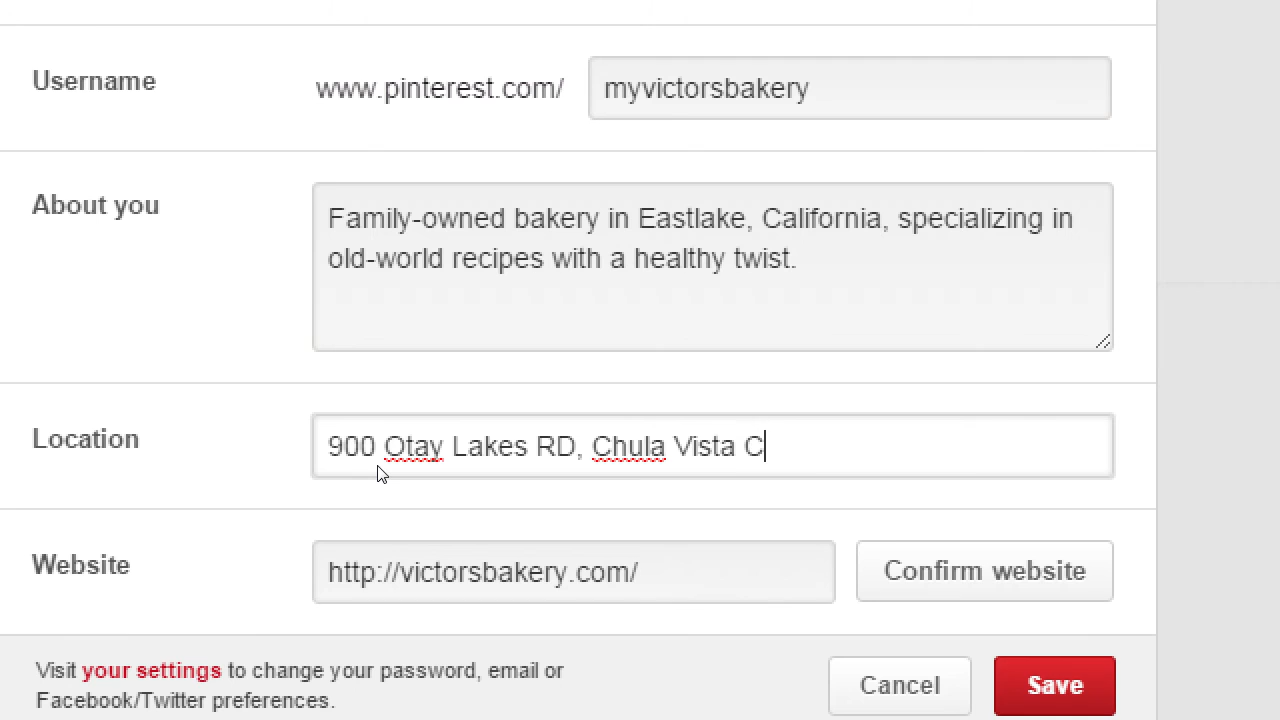 Username
www.pinterest.com/ myvictorsbakery
About you
Family-owned bakery in Eastlake, California, specializing in
old-world recipes with a healthy twist.
Location
900 Otay Lakes RD, Chula Vista C
Website
http://victorsbakery.com/ Confirm website
Visit your settings to change your password, email or
Facebook/Twitter preferences.
Cancel Save